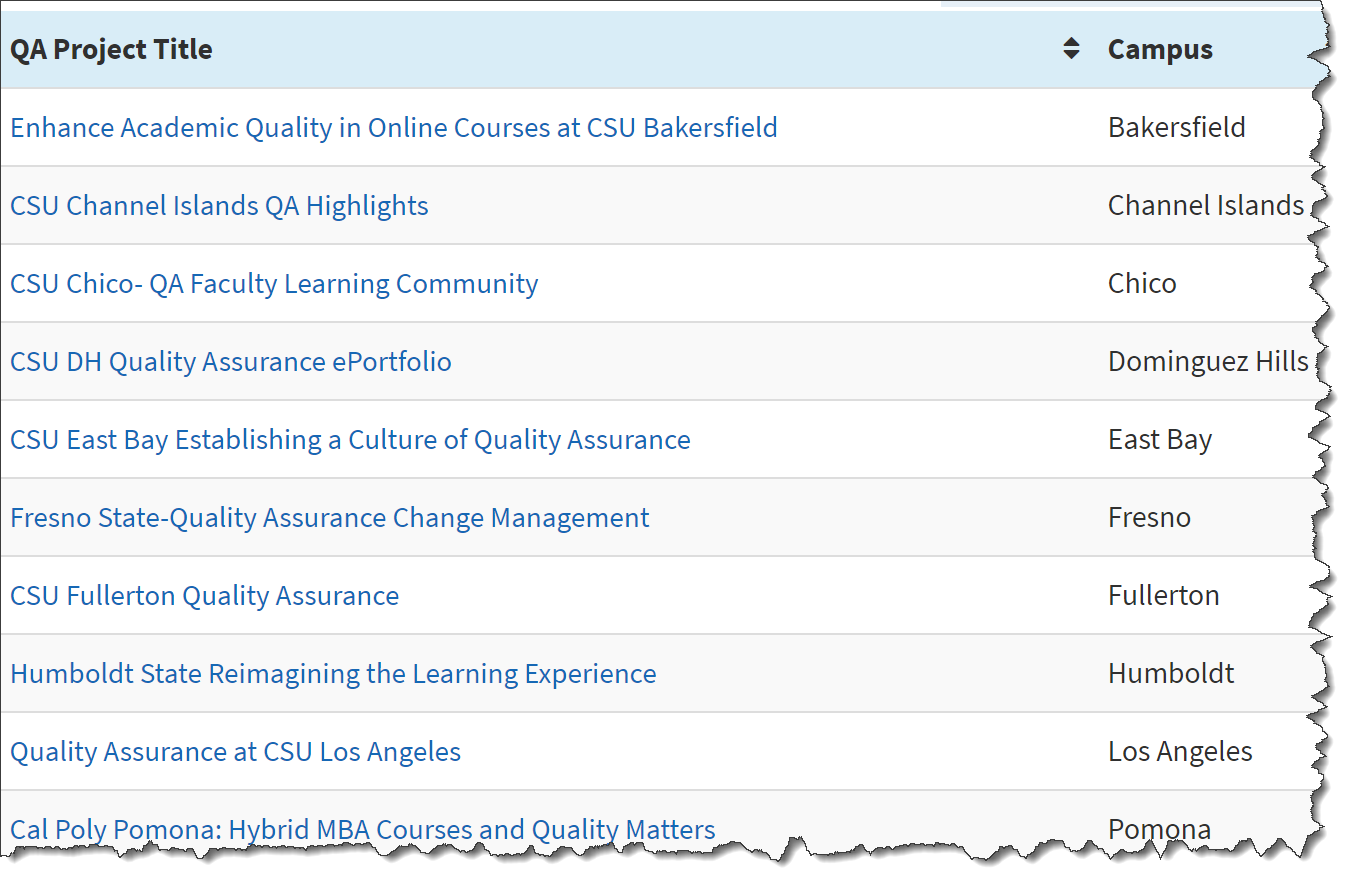 QA Project Title Campus
Enhance Academic Quality in Online Courses at CSU Bakersfield Bakersfield
CSU Channel Islands QA Highlights Channel Islands
CSU Chico- QA Faculty Learning Community Chico
CSU DH Quality Assurance ePortfolio Dominguez Hills
CSU East Bay Establishing a Culture of Quality Assurance East Bay
Fresno State-Quality Assurance Change Management Fresno
CSU Fullerton Quality Assurance Fullerton
Humboldt State Reimagining the Learning Experience Humboldt
Quality Assurance at CSU Los Angeles Los Angeles
Cal Poly Pomona: Hybrid MBA Courses and Quality Matters Pomona